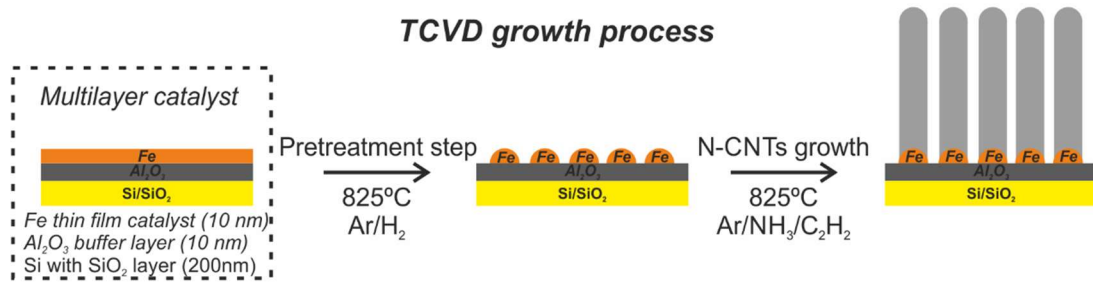 TCVD growth process
Multilayer catalyst
Fe
Al₂O₃
Si/SiO₂
Fe thin film catalyst (10 nm)
Al₂O₃ buffer layer (10 nm)
Si with SiO₂ layer (200nm)
Pretreatment step
825ºC
Ar/H₂
Fe Fe Fe Fe Fe
Al₂O₃
Si/SiO₂
N-CNTs growth
825ºC
Ar/NH₃/C₂H₂
Fe Fe Fe Fe Fe
Al₂O₃
Si/SiO₂